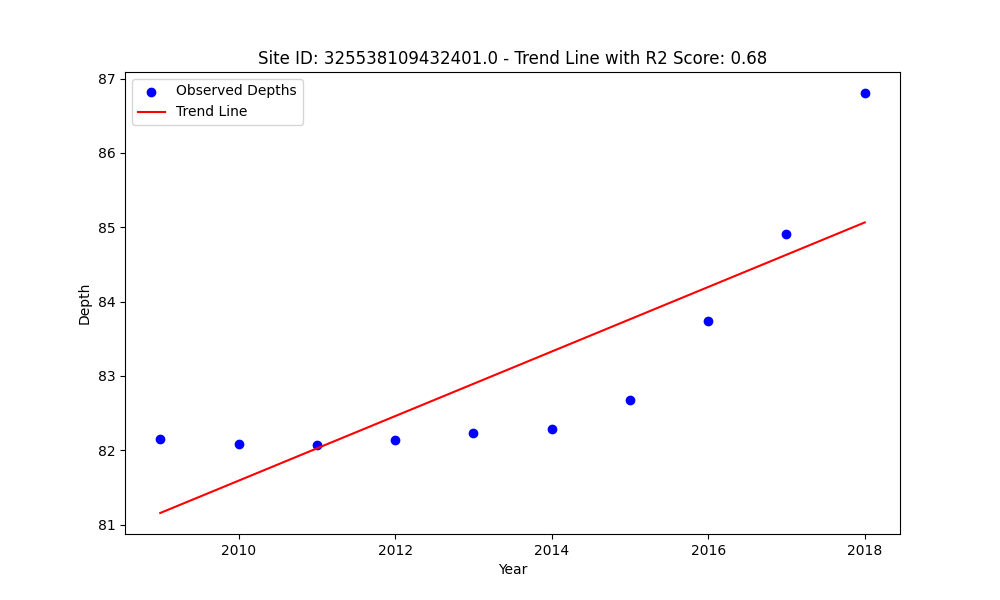 Site ID: 325538109432401.0 - Trend Line with R2 Score: 0.68
Observed Depths
Trend Line
87
86
85
84
83
82
81
Depth
2010 2012 2014 2016 2018
Year